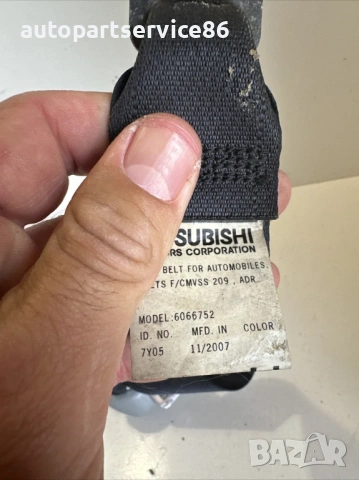 autopartservice86
SUBISHI
RS CORPORATION
BELT FOR AUTOMOBILES.
TS F/CMVSS 209 , ADR
MODEL:6066752
ID. NO. MFD. IN COLOR
7Y05 11/2007
BAZAR